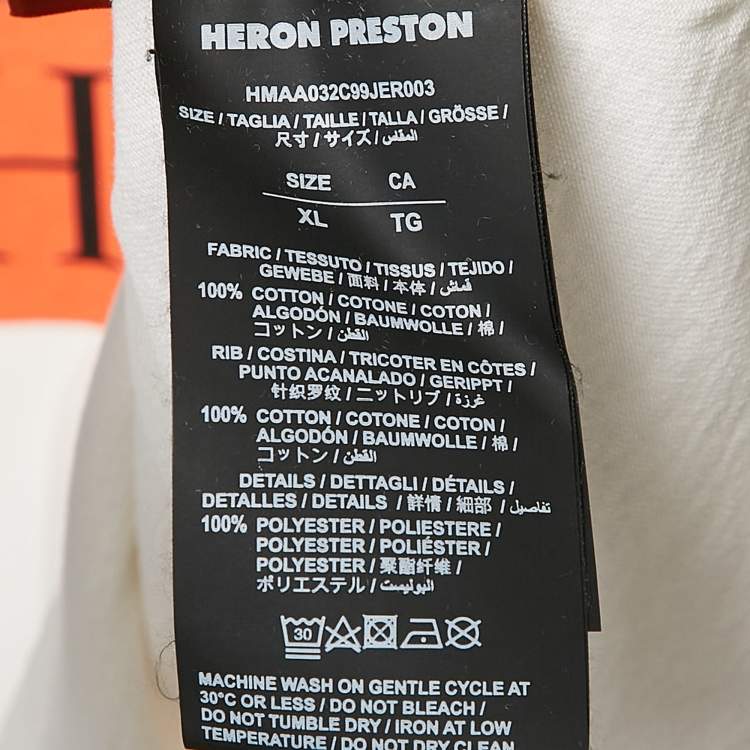 HERON PRESTON
HMAA032C99JER003
SIZE / TAGLIA / TAILLE / TALLA / GRÖSSE /
尺寸 / サイズ / المقاس
SIZE CA
XL TG
FABRIC / TESSUTO / TISSUS / TEJIDO /
GEWEBE / 面料 / 本体 / قماش
100% COTTON / COTONE / COTON /
ALGODÓN / BAUMWOLLE / 棉 /
コットン / القطن
RIB / COSTINA / TRICOTER EN CÔTES /
PUNTO ACANALADO / GERIPPT /
针织罗纹 / ニットリブ / غرزة
100% COTTON / COTONE / COTON /
ALGODÓN / BAUMWOLLE / 棉 /
コットン / القطن
DETAILS / DETTAGLI / DÉTAILS /
DETALLES / DETAILS / 詳情 / 細部 / تفاصيل
100% POLYESTER / POLIESTERE /
POLYESTER / POLIÉSTER /
POLYESTER / 聚酯纤维 /
ポリエステル / البوليست
30
MACHINE WASH ON GENTLE CYCLE AT
30°C OR LESS / DO NOT BLEACH /
DO NOT TUMBLE DRY / IRON AT LOW
TEMPERATURE / DO NOT DRY CLEAN
H